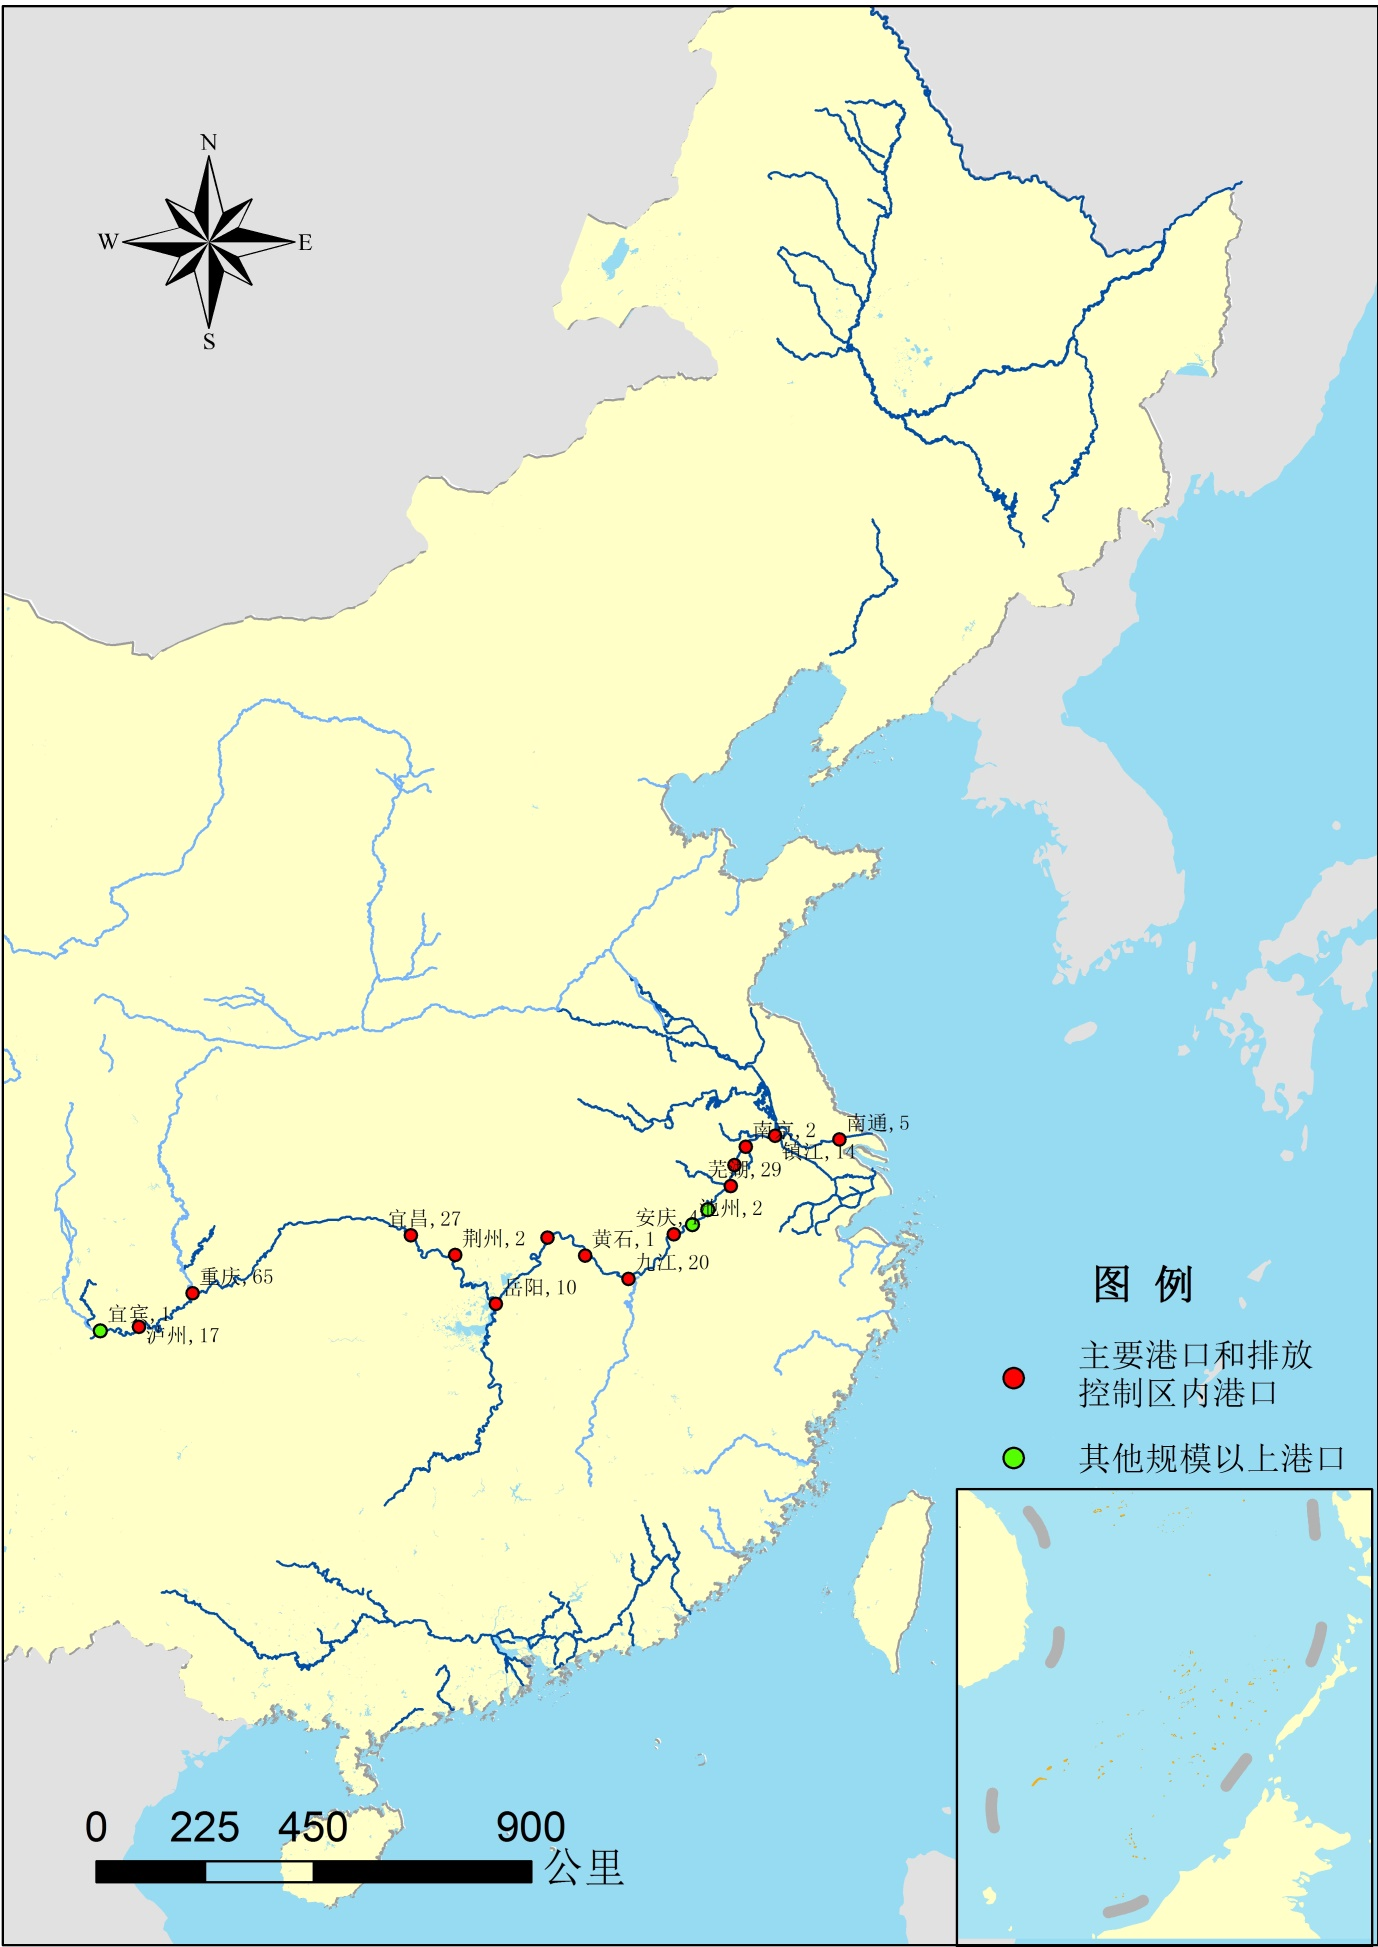 N
W
E
S
南通,5
南京,2
镇江,14
芜湖,29
池州,2
安庆,4
宜昌,27
荆州,2
黄石,1
九江,20
岳阳,10
重庆,65
宜宾,1
泸州,17
图 例
主要港口和排放
控制区内港口
其他规模以上港口
0 225 450 900
公里